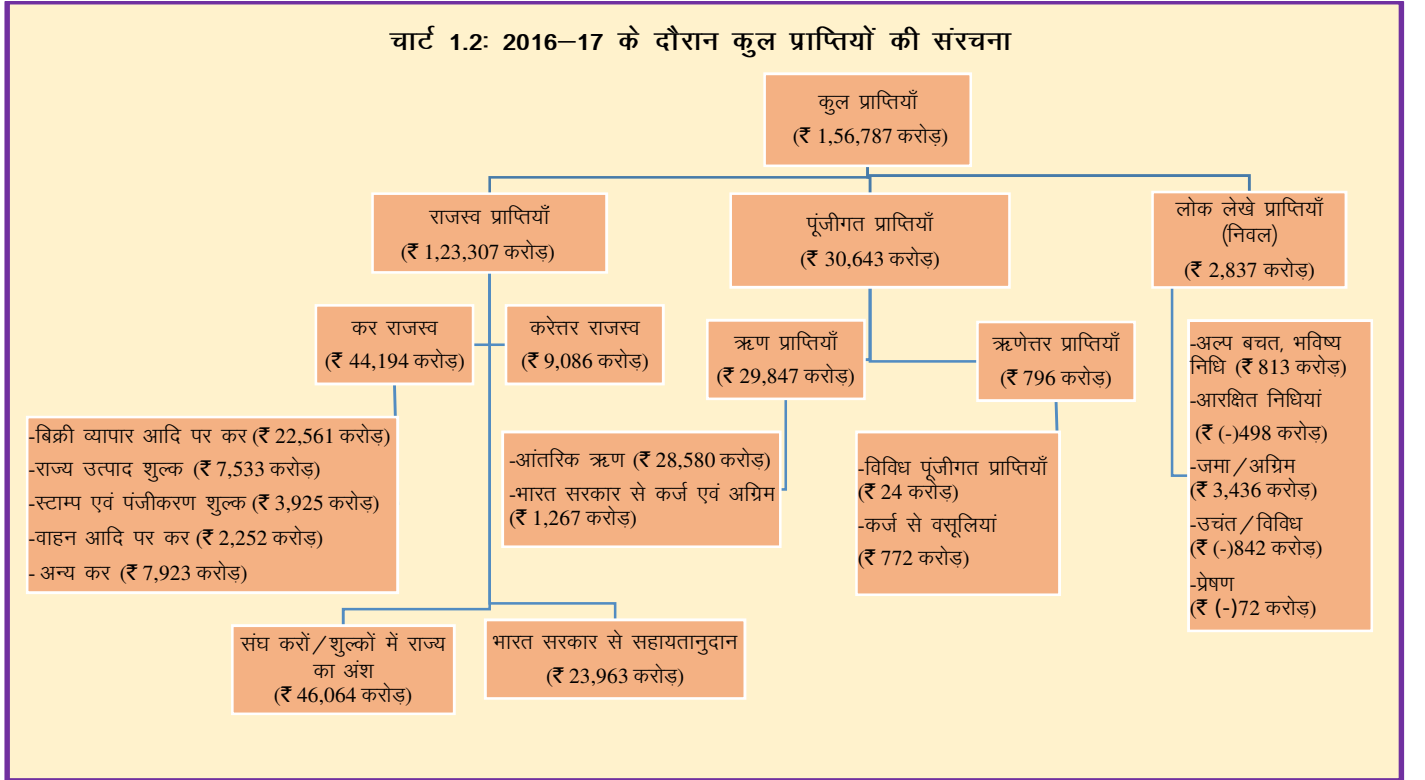 चार्ट 1.2: 2016–17 के दौरान कुल प्राप्तियों की संरचना
कुल प्राप्तियाँ
(₹ 1,56,787 करोड़)
राजस्व प्राप्तियाँ
(₹ 1,23,307 करोड़)
पूंजीगत प्राप्तियाँ
(₹ 30,643 करोड़)
लोक लेखे प्राप्तियाँ
(निवल)
(₹ 2,837 करोड़)
कर राजस्व
(₹ 44,194 करोड़)
करेत्तर राजस्व
(₹ 9,086 करोड़)
ऋण प्राप्तियाँ
(₹ 29,847 करोड़)
ऋणेत्तर प्राप्तियाँ
(₹ 796 करोड़)
-बिक्री व्यापार आदि पर कर (₹ 22,561 करोड़)
-राज्य उत्पाद शुल्क (₹ 7,533 करोड़)
-स्टाम्प एवं पंजीकरण शुल्क (₹ 3,925 करोड़)
-वाहन आदि पर कर (₹ 2,252 करोड़)
- अन्य कर (₹ 7,923 करोड़)
-आंतरिक ऋण (₹ 28,580 करोड़)
-भारत सरकार से कर्ज एवं अग्रिम
(₹ 1,267 करोड़)
-विविध पूंजीगत प्राप्तियाँ
(₹ 24 करोड़)
-कर्ज से वसूलियां
(₹ 772 करोड़)
-अल्प बचत, भविष्य
निधि (₹ 813 करोड़)
-आरक्षित निधियां
(₹ (-)498 करोड़)
-जमा/अग्रिम
(₹ 3,436 करोड़)
-उचंत/विविध
(₹ (-)842 करोड़)
-प्रेषण
(₹ (-)72 करोड़)
संघ करों/शुल्कों में राज्य
का अंश
(₹ 46,064 करोड़)
भारत सरकार से सहायतानुदान
(₹ 23,963 करोड़)